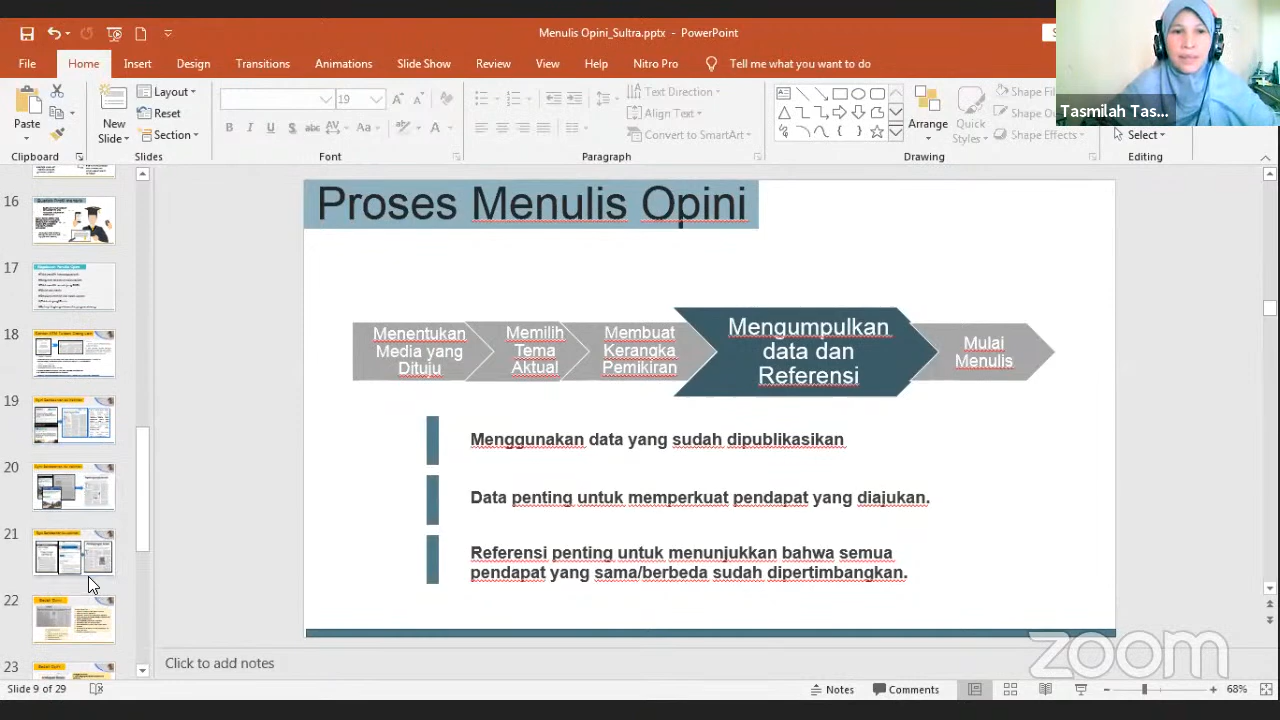 Menulis Opini_Sultra.pptx - PowerPoint
File Home Insert Design Transitions Animations Slide Show Review View Help Nitro Pro Tell me what you want to do
Tasmilah Tas...
Paste
Clipboard
New
Slide
Layout
Reset
Section
Slides
19
Font
Text Direction
Align Text
Convert to SmartArt
Paragraph
Arrange
Quick
Styles
Shape Fi
Shape Effects
Drawing
Select
Editing
16
17
18
19
20
21
22
23
Proses Menulis Opini
Menentukan
Media yang
Dituju
Memilih
Tema
Aktual
Membuat
Kerangka
Pemikiran
Mengumpulkan
data dan
Referensi
Mulai
Menulis
Menggunakan data yang sudah dipublikasikan
Data penting untuk memperkuat pendapat yang diajukan.
Referensi penting untuk menunjukkan bahwa semua
pendapat yang sama/berbeda sudah dipertimbangkan.
Click to add notes
zoom
Slide 9 of 29
Notes
Comments
68%